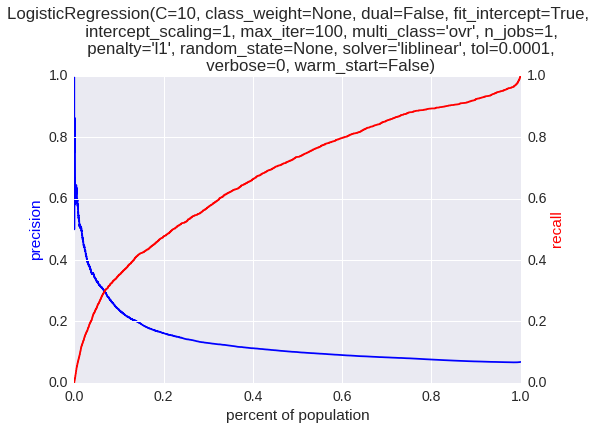 LogisticRegression(C=10, class_weight=None, dual=False, fit_intercept=True,
intercept_scaling=1, max_iter=100, multi_class='ovr', n_jobs=1,
penalty='l1', random_state=None, solver='liblinear', tol=0.0001,
verbose=0, warm_start=False)
1.0
0.8
0.6
0.4
0.2
0.0
precision
1.0
0.8
0.6
0.4
0.2
0.0
recall
0.0 0.2 0.4 0.6 0.8 1.0
percent of population